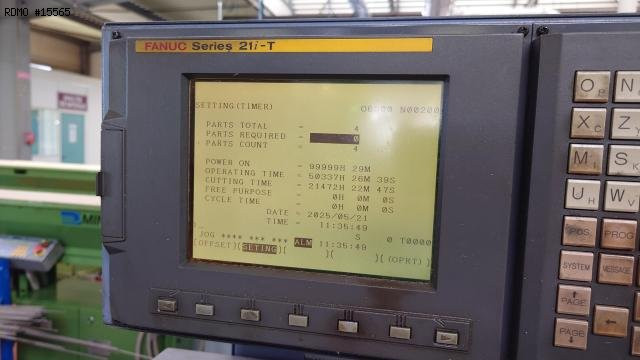 RDMO #15565
FANUC Series 21i-T
SETTING(TIMER) N00200
PARTS TOTAL = 4
PARTS REQUIRED = 0
PARTS COUNT = 4
POWER ON = 99999H 29M
OPERATING TIME = 50337H 26M 39S
CUTTING TIME = 21472H 22M 47S
FREE PURPOSE = 0H 0M 0S
CYCLE TIME = 0H 0M 0S
DATE = 2025/05/21
TIME = 11:35:49
S 0 T0000
JOG **** *** *** ALM 11:35:49
[OFFSET][SETING][ ][ ][(OPRT)]
O N
X Z C
M I S K
U H W V
POS PROG
SYSTEM MESSAGE
PAGE
PAGE